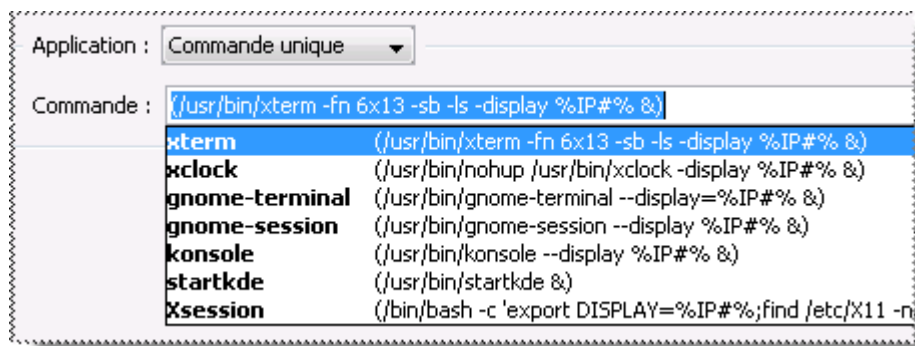 Application : Commande unique
Commande : (/usr/bin/xterm -fn 6x13 -sb -ls -display %IP#% &)
xterm (/usr/bin/xterm -fn 6x13 -sb -ls -display %IP#% &)
xclock (/usr/bin/nohup /usr/bin/xclock -display %IP#% &)
gnome-terminal (/usr/bin/gnome-terminal --display=%IP#% &)
gnome-session (/usr/bin/gnome-session --display %IP#% &)
konsole (/usr/bin/konsole --display %IP#% &)
startkde (/usr/bin/startkde &)
Xsession (/bin/bash -c 'export DISPLAY=%IP#%;find /etc/X11 -n